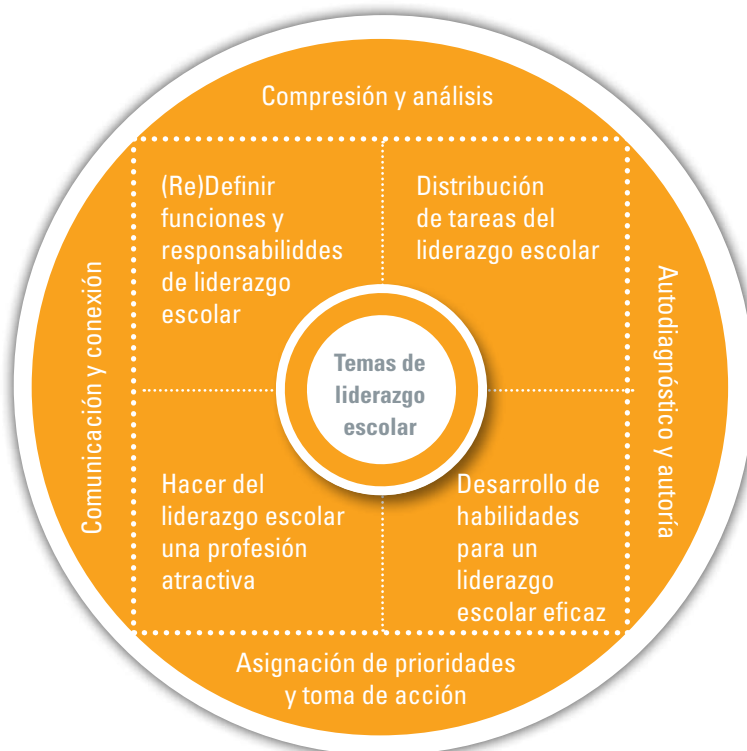 Compresión y análisis
(Re)Definir
funciones y
responsabiliddes
de liderazgo
escolar
Distribución
de tareas del
liderazgo escolar
Comunicación y conexión
Temas de
liderazgo
escolar
Autodiagnóstico y autoría
Hacer del
liderazgo escolar
una profesión
atractiva
Desarrollo de
habilidades
para un
liderazgo
escolar eficaz
Asignación de prioridades
y toma de acción